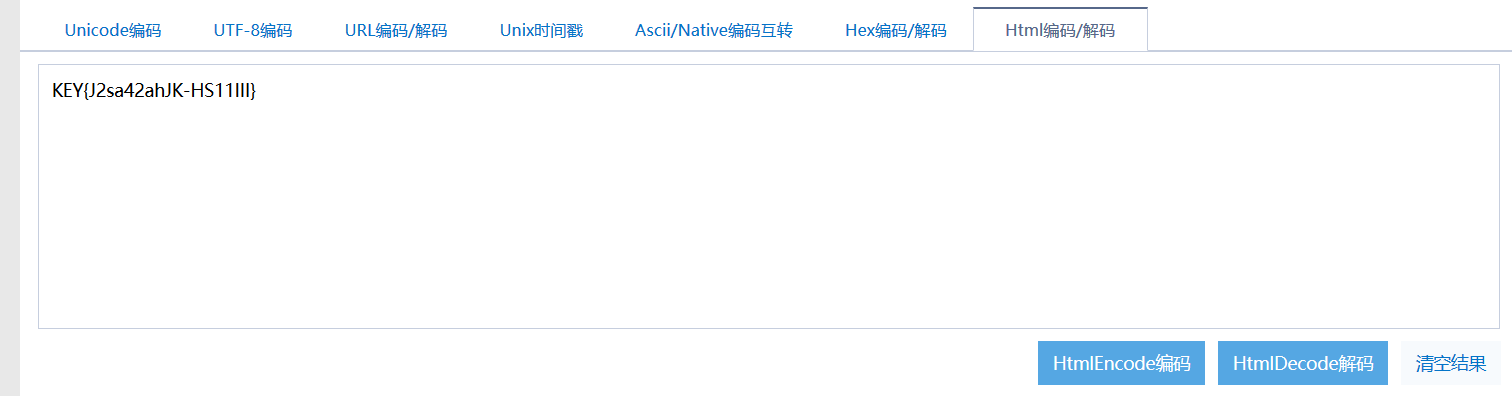 Unicode编码 UTF-8编码 URL编码/解码 Unix时间戳 Ascii/Native编码互转 Hex编码/解码 Html编码/解码
KEY{J2sa42ahJK-HS11III}
HtmlEncode编码 HtmlDecode解码 清空结果